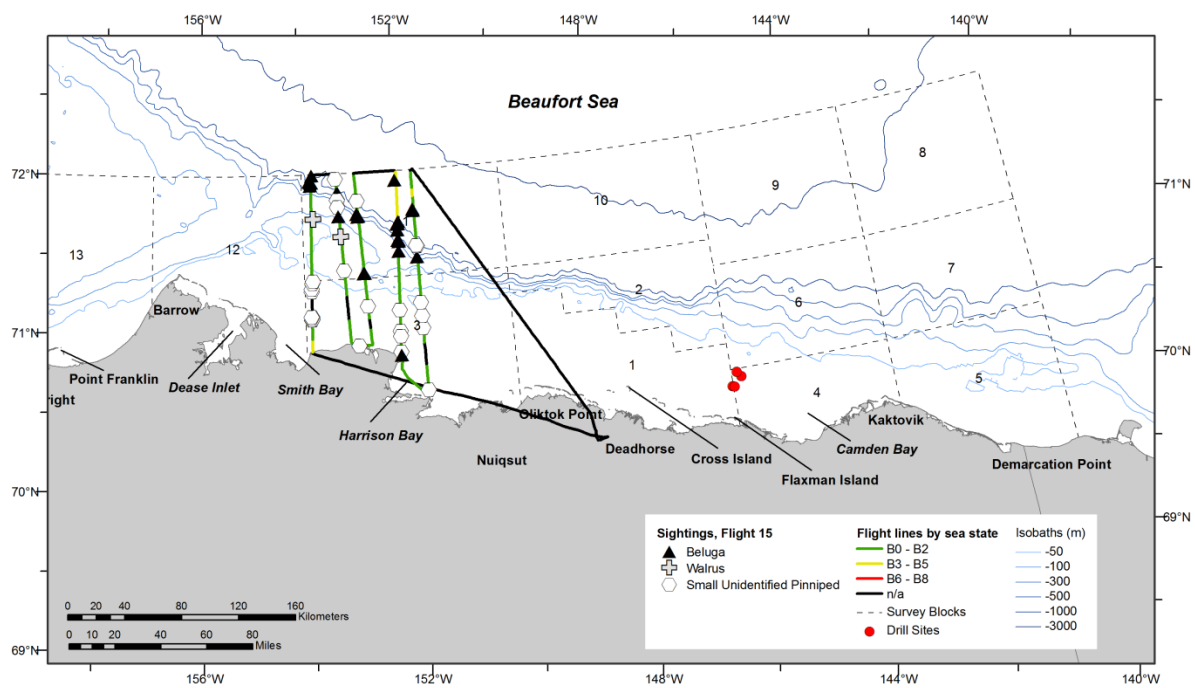 156°W 152°W 148°W 144°W 140°W
Beaufort Sea
72°N
71°N
8
9
10
13
12
7
2
6
Barrow
71°N
3
70°N
1
5
Point Franklin
Dease Inlet
Smith Bay
4
right
Oliktok Point
Kaktovik
Harrison Bay
Deadhorse
Camden Bay
Nuiqsut
Cross Island
Demarcation Point
Flaxman Island
70°N
69°N
Sightings, Flight 15
Beluga
Walrus
Small Unidentified Pinniped
Flight lines by sea state
B0 - B2
B3 - B5
B6 - B8
n/a
Survey Blocks
Drill Sites
Isobaths (m)
-50
-100
-300
-500
-1000
-3000
0 20 40 80 120 160
Kilometers
0 10 20 40 60 80
Miles
69°N
156°W 154°W 152°W 150°W 148°W 146°W 144°W 142°W 140°W